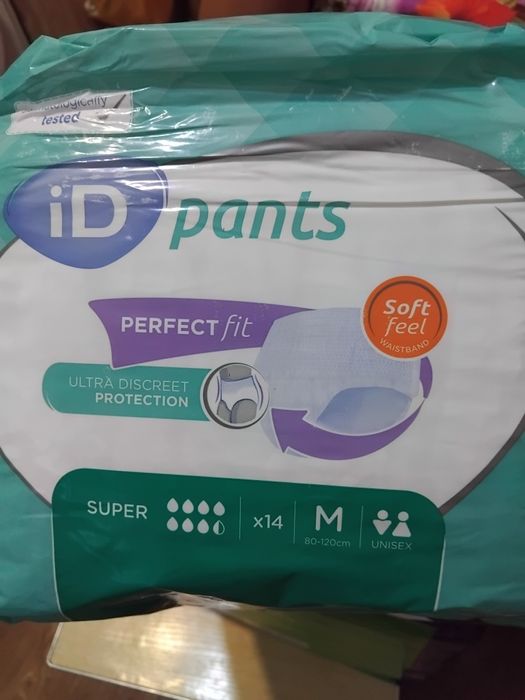 tested
iD pants
Soft
feel
WAISTBAND
PERFECT fit
ULTRA DISCREET
PROTECTION
SUPER
x14
M
80-120cm
UNISEX